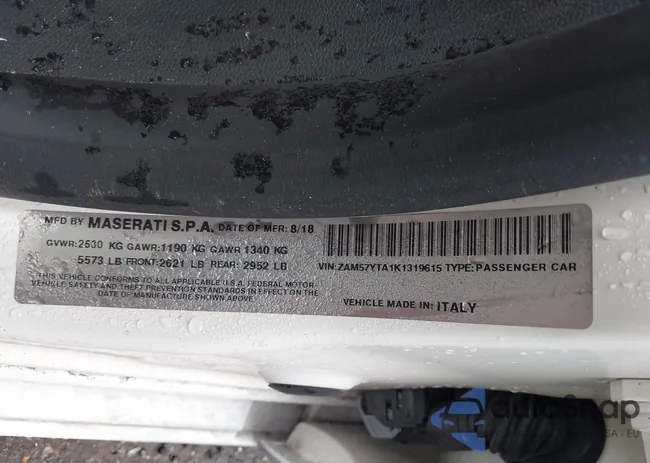 MFD BY MASERATI S.P.A. DATE OF MFR: 8/18
GVWR:2530 KG GAWR:1190 KG GAWR 1340 KG
5573 LB FRONT:2621 LB REAR: 2952 LB
THIS VEHICLE CONFORMS TO ALL APPLICABLE U.S.A. FEDERAL MOTOR
VEHICLE SAFETY AND THEFT PREVENTION STANDARDS IN EFFECT ON THE
DATE OF MANUFACTURE SHOWN ABOVE.
VIN:ZAM57YTA1K1319615 TYPE:PASSENGER CAR
VEHICLE MADE IN: ITALY
autoSnap
USA • EU